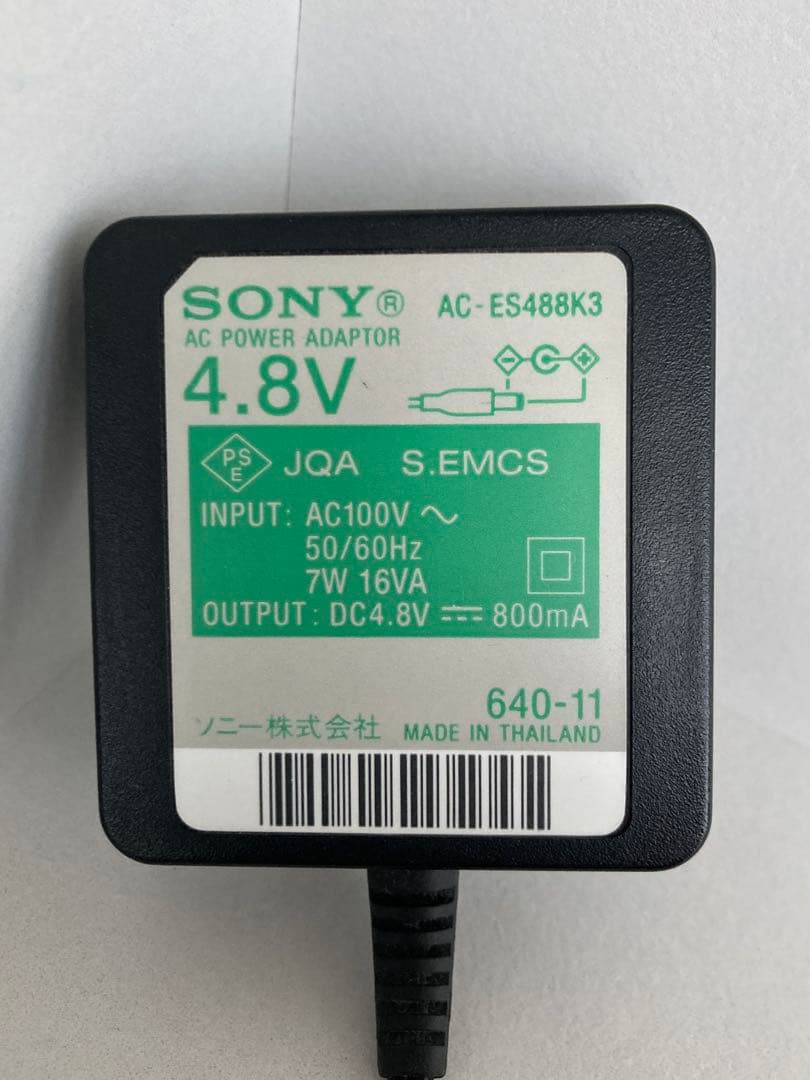 SONY® AC-ES488K3
AC POWER ADAPTOR
4.8V
PSE JQA S.EMCS
INPUT: AC100V ~
50/60Hz
7W 16VA
OUTPUT: DC4.8V ⎓ 800mA
640-11
ソニー株式会社 MADE IN THAILAND